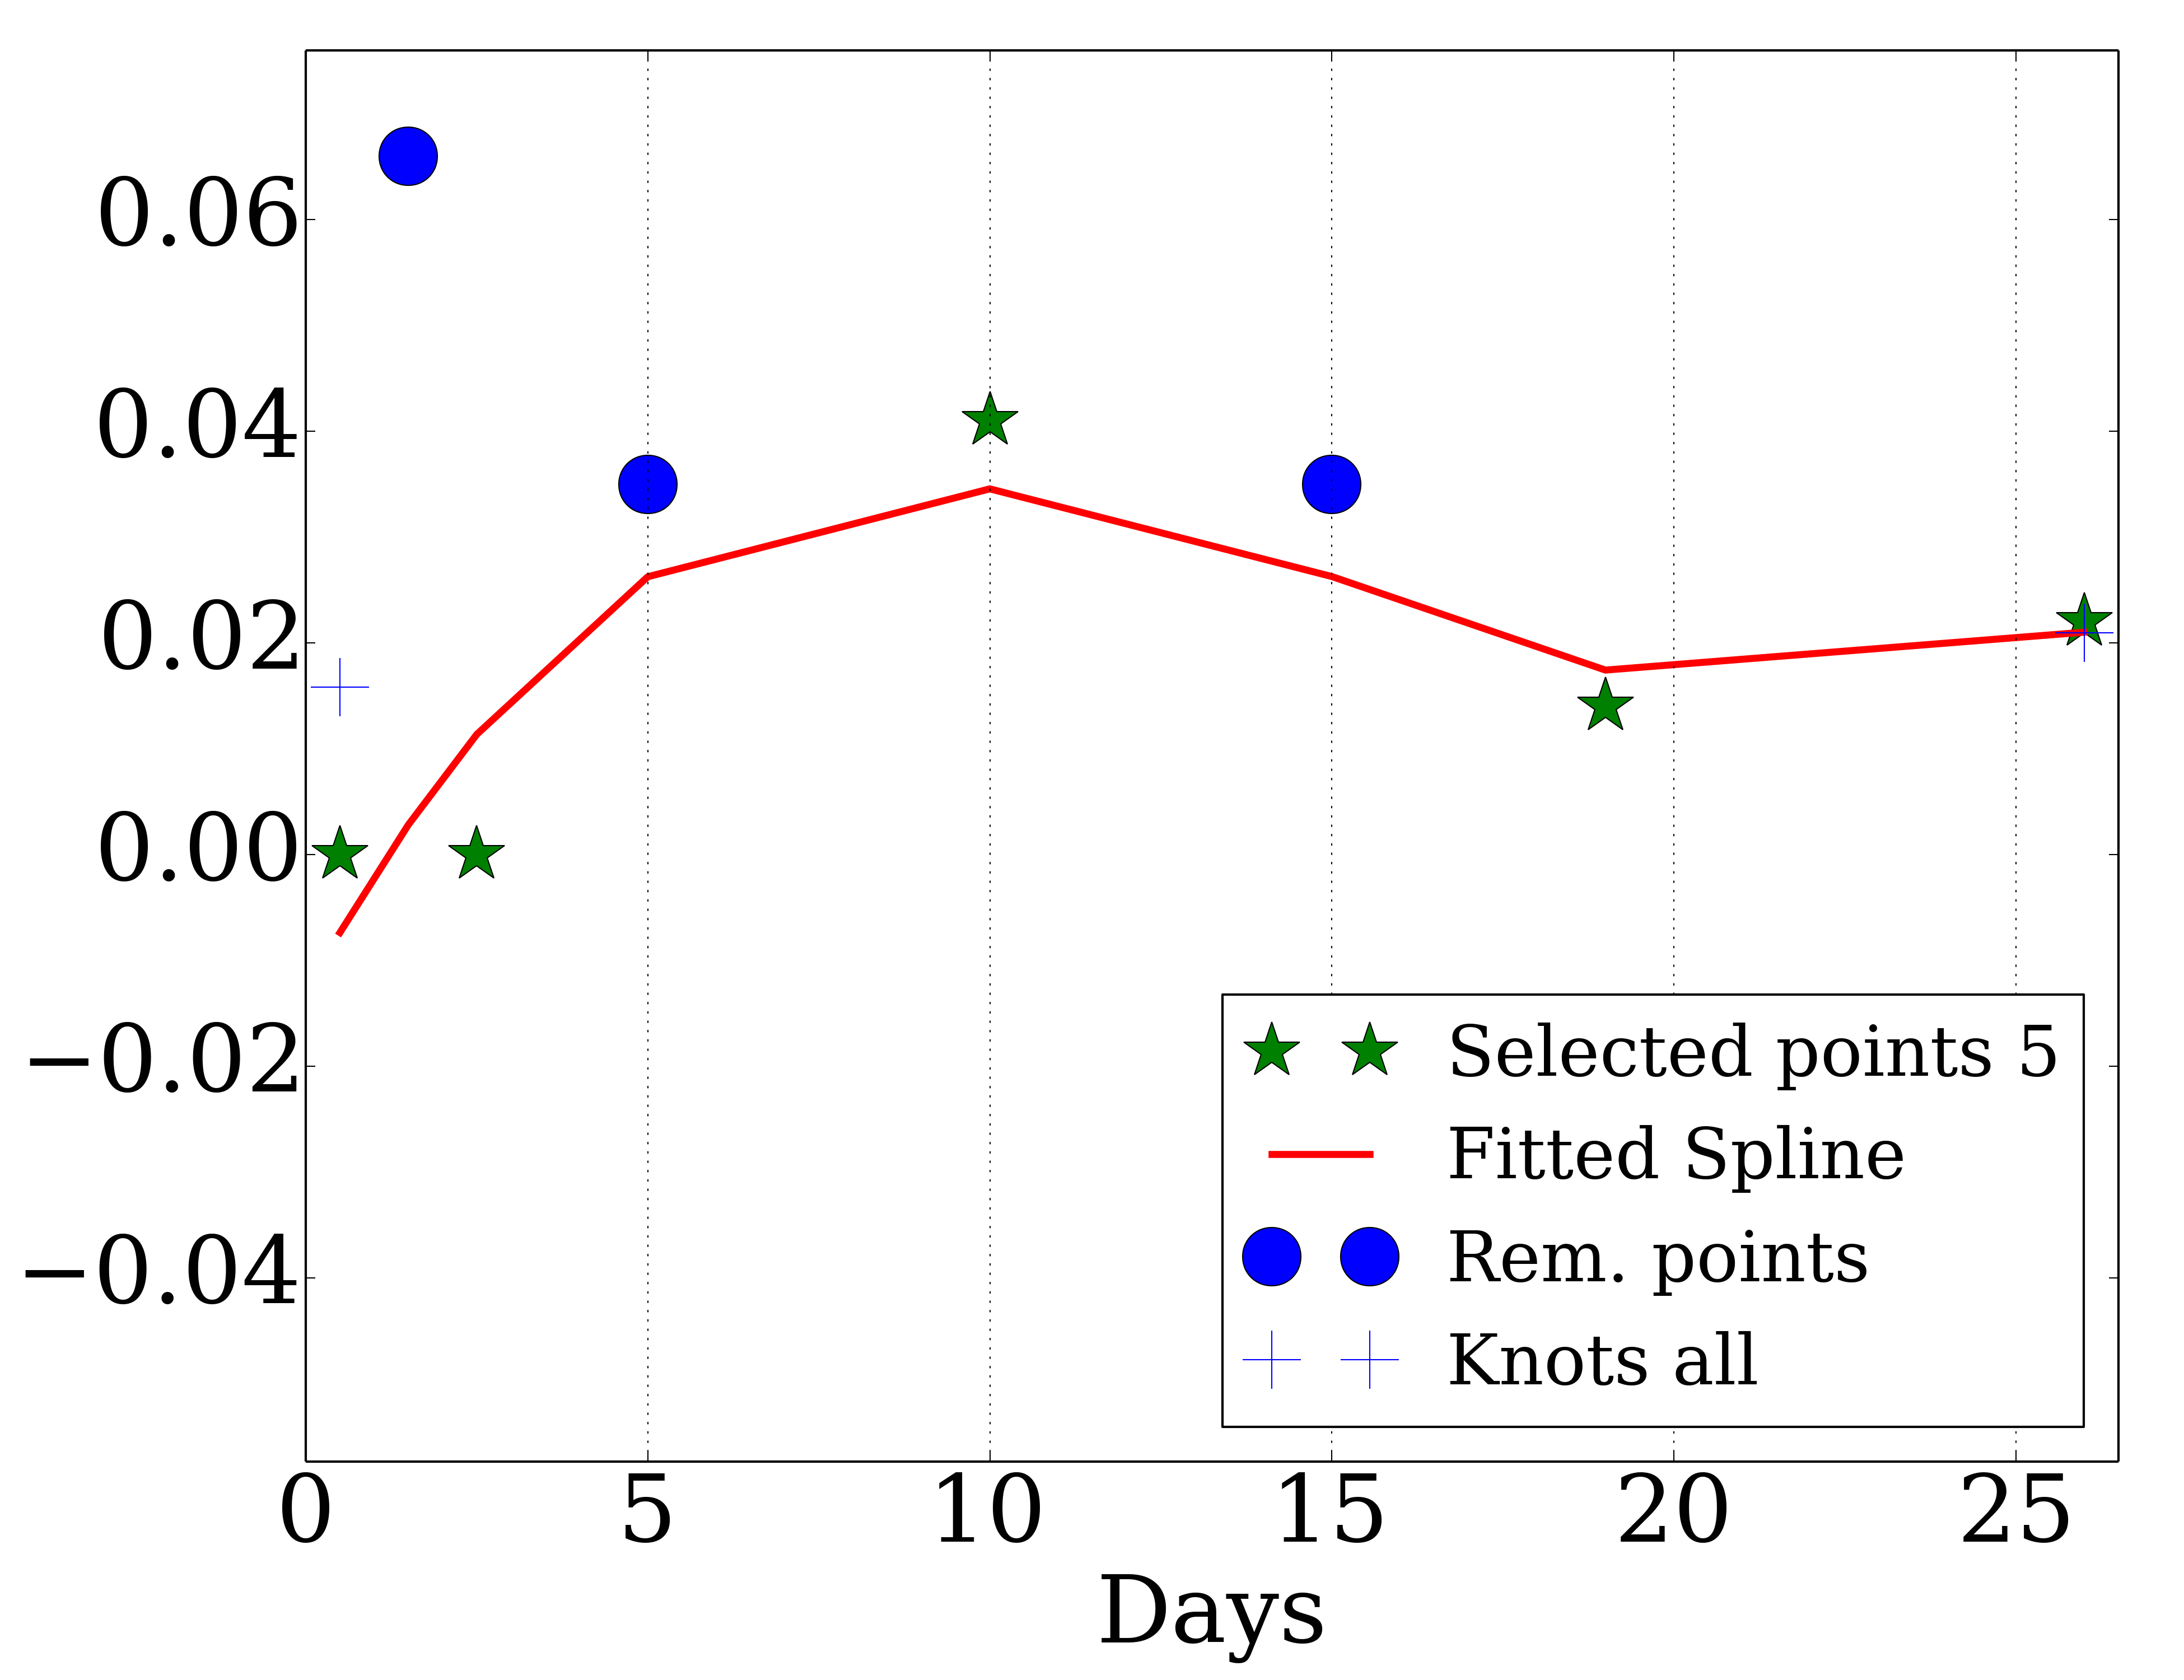 0.06
0.04
0.02
0.00
−0.02
−0.04
Selected points 5
Fitted Spline
Rem. points
Knots all
0 5 10 15 20 25
Days